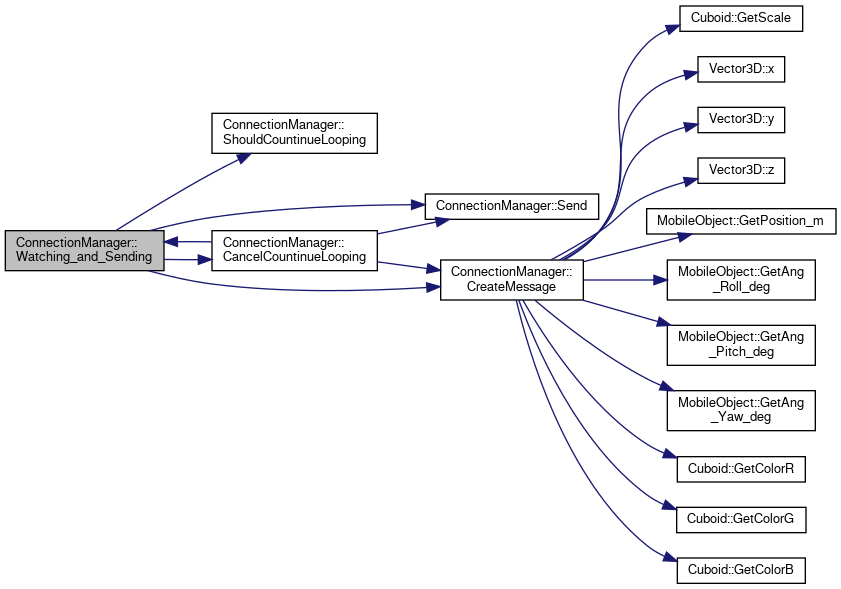 Cuboid::GetScale
Vector3D::x
Vector3D::y
Vector3D::z
ConnectionManager::
ShouldCountinueLooping
ConnectionManager::Send
MobileObject::GetPosition_m
ConnectionManager::
Watching_and_Sending
ConnectionManager::
CancelCountinueLooping
ConnectionManager::
CreateMessage
MobileObject::GetAng
_Roll_deg
MobileObject::GetAng
_Pitch_deg
MobileObject::GetAng
_Yaw_deg
Cuboid::GetColorR
Cuboid::GetColorG
Cuboid::GetColorB